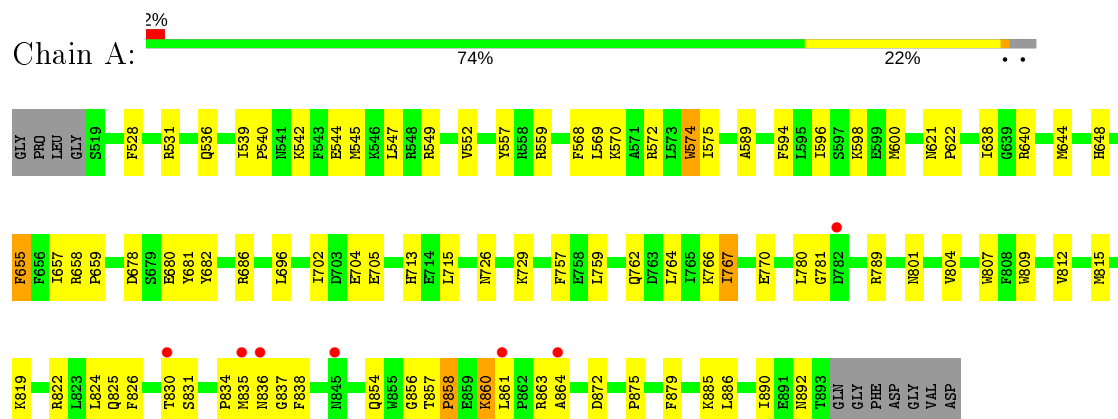 2%
Chain A:
74% 22% • •
GLY PRO LEU GLY S519 F528 R531 Q536 I539 P540 N541 K542 F543 E544 M545 K546 L547 R548 R549 V552 Y557 R558 R559 F568 L569 K570 A571 R572 L573 W574 I575 A589 F594 L595 I596 S597 K598 E599 M600 N621 P622 I638 G639 R640 M644 H648
F655 F656 I657 R658 P659 D678 S679 E680 Y681 Y682 R686 L696 I702 D703 E704 E705 H713 E714 L715 N726 K729 F757 E758 L759 Q762 D763 L764 I765 K766 I767 E770 L780 G781 D782 R789 N801 V804 W807 F808 W809 V812 M815
K819 R822 L823 L824 Q825 F826 T830 S831 P834 M835 N836 G837 F838 N845 Q854 W855 G856 T857 P858 E859 K860 L861 P862 R863 A864 D872 P875 F879 K885 L886 I890 E891 N892 T893 GLN GLY PHE ASP GLY VAL ASP